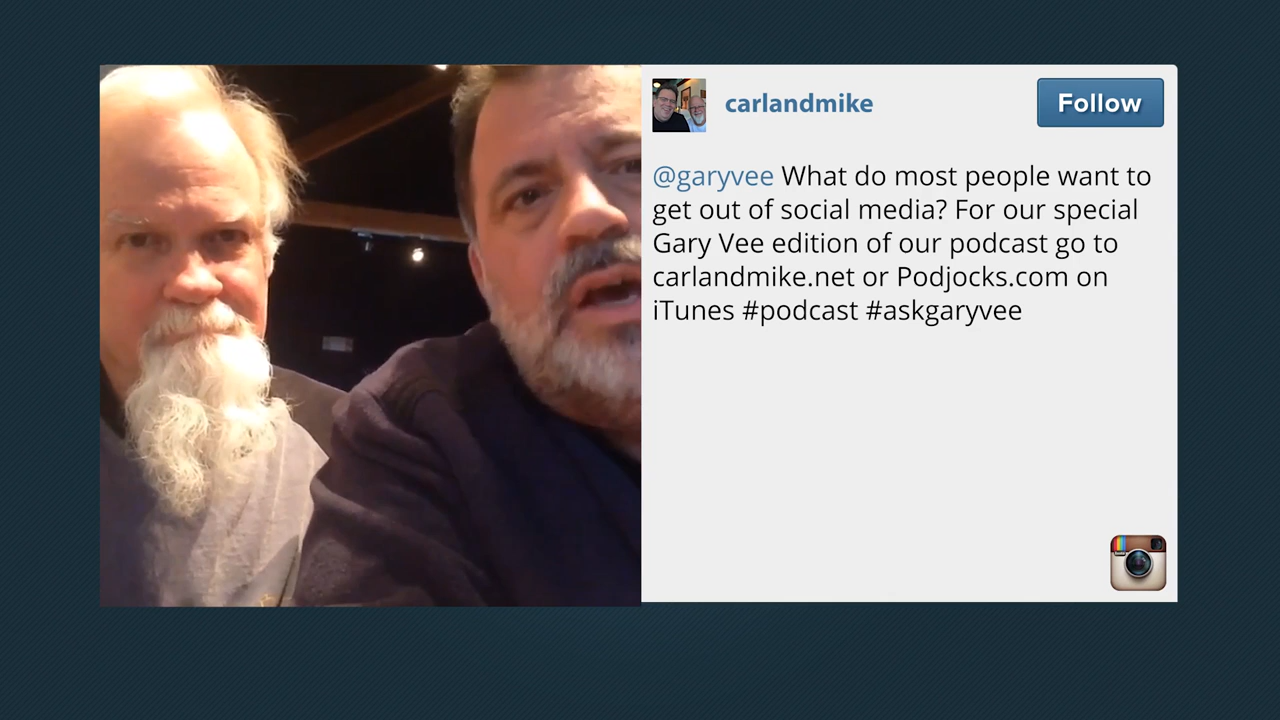 carlandmike
Follow
@garyvee What do most people want to
get out of social media? For our special
Gary Vee edition of our podcast go to
carlandmike.net or Podjocks.com on
iTunes #podcast #askgaryvee